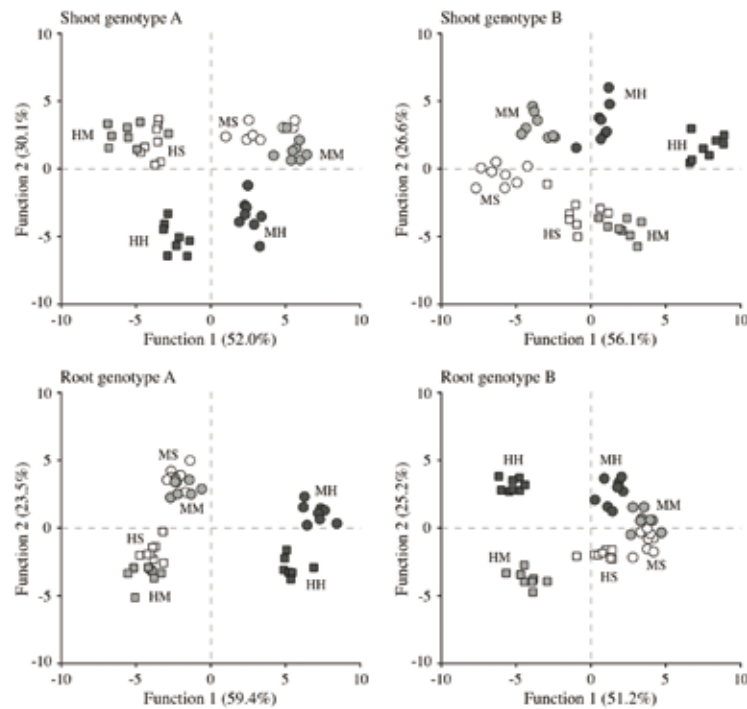 Shoot genotype A
10
5
0
-5
-10
Function 2 (30.1%)
HM
HS
MS
MM
HH
MH
-10 -5 0 5 10
Function 1 (52.0%)
Shoot genotype B
10
5
0
-5
-10
Function 2 (26.6%)
MM
MH
HH
MS
HS
HM
-10 -5 0 5 10
Function 1 (56.1%)
Root genotype A
10
5
0
-5
-10
Function 2 (23.5%)
MS
MM
MH
HS
HM
HH
-10 -5 0 5 10
Function 1 (59.4%)
Root genotype B
10
5
0
-5
-10
Function 2 (25.2%)
HH
MH
MM
HM
HS
MS
-10 -5 0 5 10
Function 1 (51.2%)